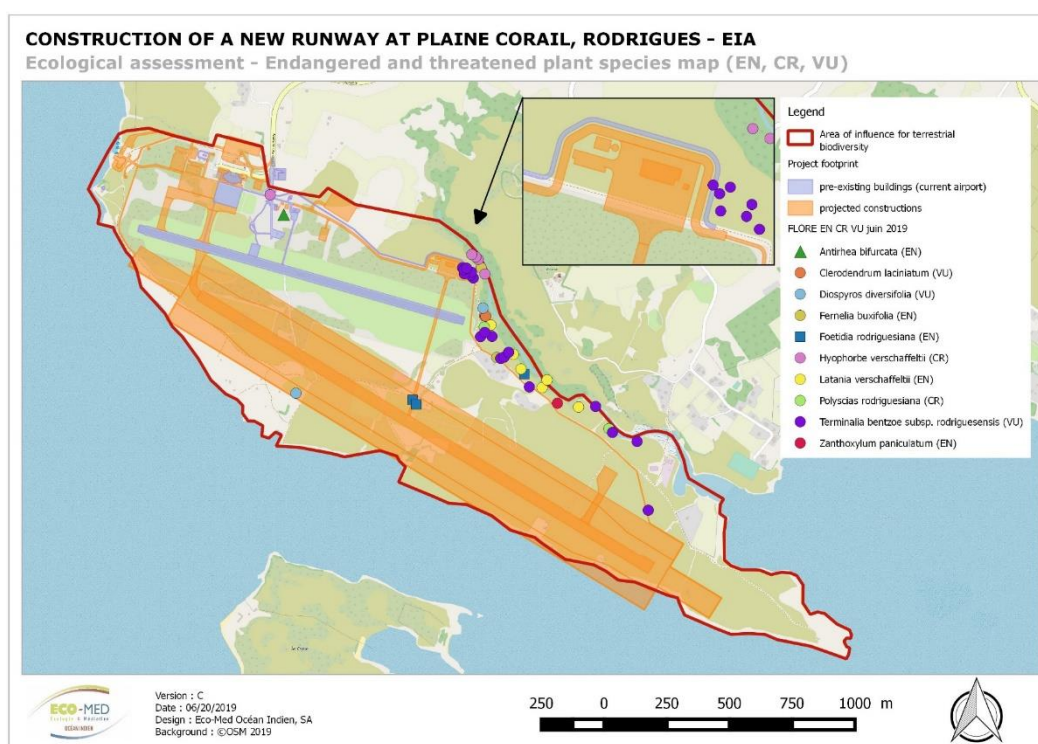 CONSTRUCTION OF A NEW RUNWAY AT PLAINE CORAIL, RODRIGUES - EIA
Ecological assessment - Endangered and threatened plant species map (EN, CR, VU)
Legend
Area of influence for terrestrial
biodiversity
Project footprint
pre-existing buildings (current airport)
projected constructions
FLORE EN CR VU juin 2019
Antirhea bifurcata (EN)
Clerodendrum laciniatum (VU)
Diospyros diversifolia (VU)
Fernelia buxifolia (EN)
Foetidia rodriguesiana (EN)
Hyophorbe verschaffeltii (CR)
Latania verschaffeltii (EN)
Polyscias rodriguesiana (CR)
Terminalia bentzoe subsp. rodriguesensis (VU)
Zanthoxylum paniculatum (EN)
ECO-MED
OCÉAN INDIEN
Version : C
Date : 06/20/2019
Design : Eco-Med Océan Indien, SA
Background : ©OSM 2019
250 0 250 500 750 1000 m